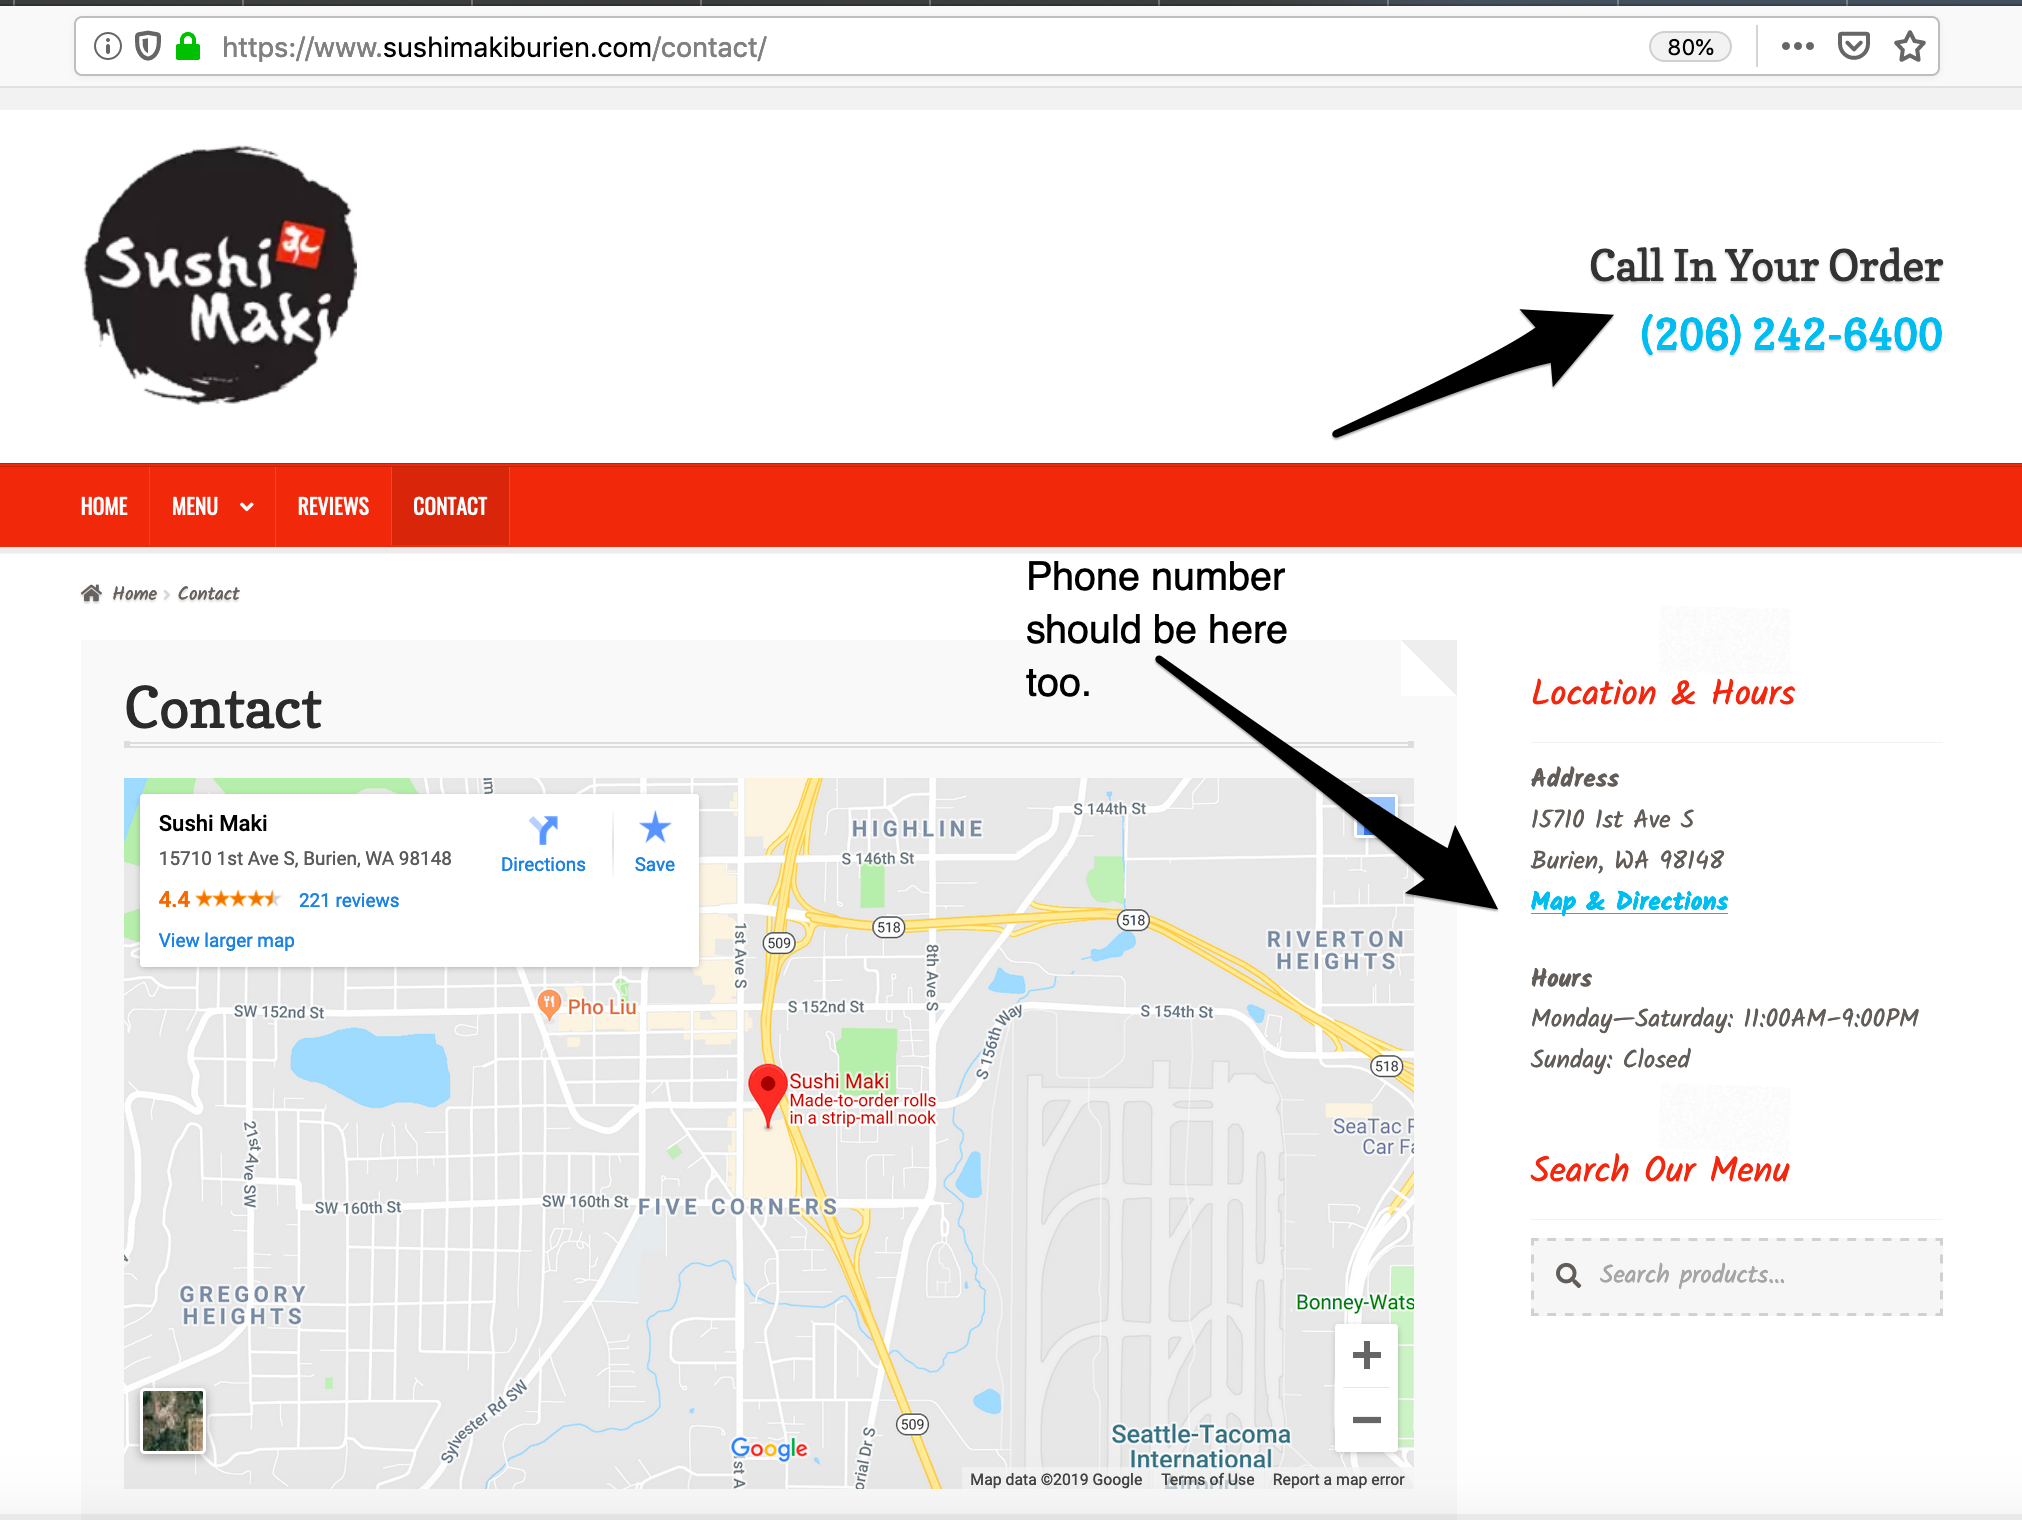 https://www.sushimakiburien.com/contact/
80%
Sushi
Maki
Call In Your Order
(206) 242-6400
HOME
MENU
REVIEWS
CONTACT
Home
Contact
Phone number
should be here
too.
Contact
Sushi Maki
15710 1st Ave S, Burien, WA 98148
4.4
221 reviews
View larger map
Directions
Save
HIGHLINE
S 144th St
S 146th St
518
518
509
1st Ave S
8th Ave S
RIVERTON
HEIGHTS
SW 152nd St
Pho Liu
S 152nd St
S 156th Way
S 154th St
518
Sushi Maki
Made-to-order rolls
in a strip-mall nook
SeaTac
Car
21st Ave SW
SW 160th St
SW 160th St
FIVE CORNERS
GREGORY
HEIGHTS
Bonney-Wats
Sylvester Rd SW
509
Google
Seattle-Tacoma
International
Map data ©2019 Google
Terms of Use
Report a map error
Location & Hours
Address
15710 1st Ave S
Burien, WA 98148
Map & Directions
Hours
Monday—Saturday: 11:00AM–9:00PM
Sunday: Closed
Search Our Menu
Search products…